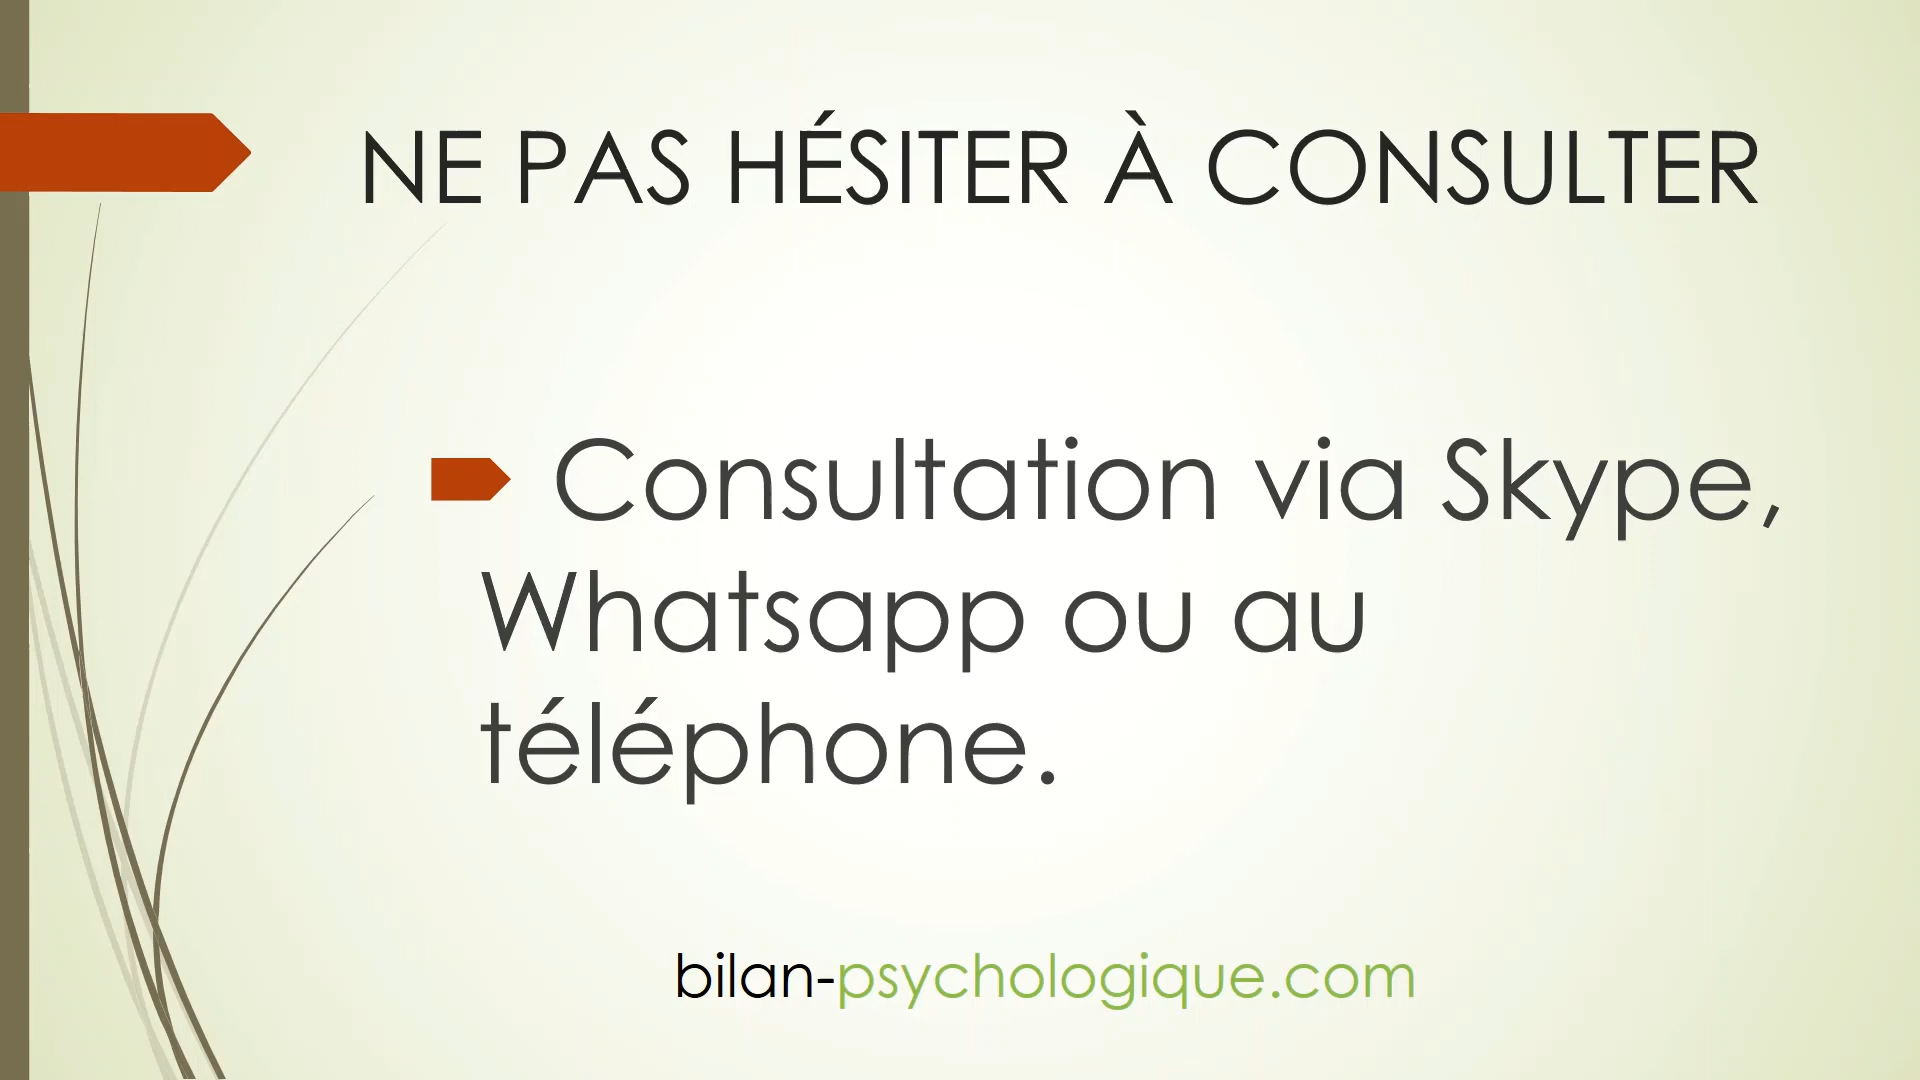 NE PAS HÉSITER À CONSULTER
Consultation via Skype,
Whatsapp ou au
téléphone.
bilan-psychologique.com